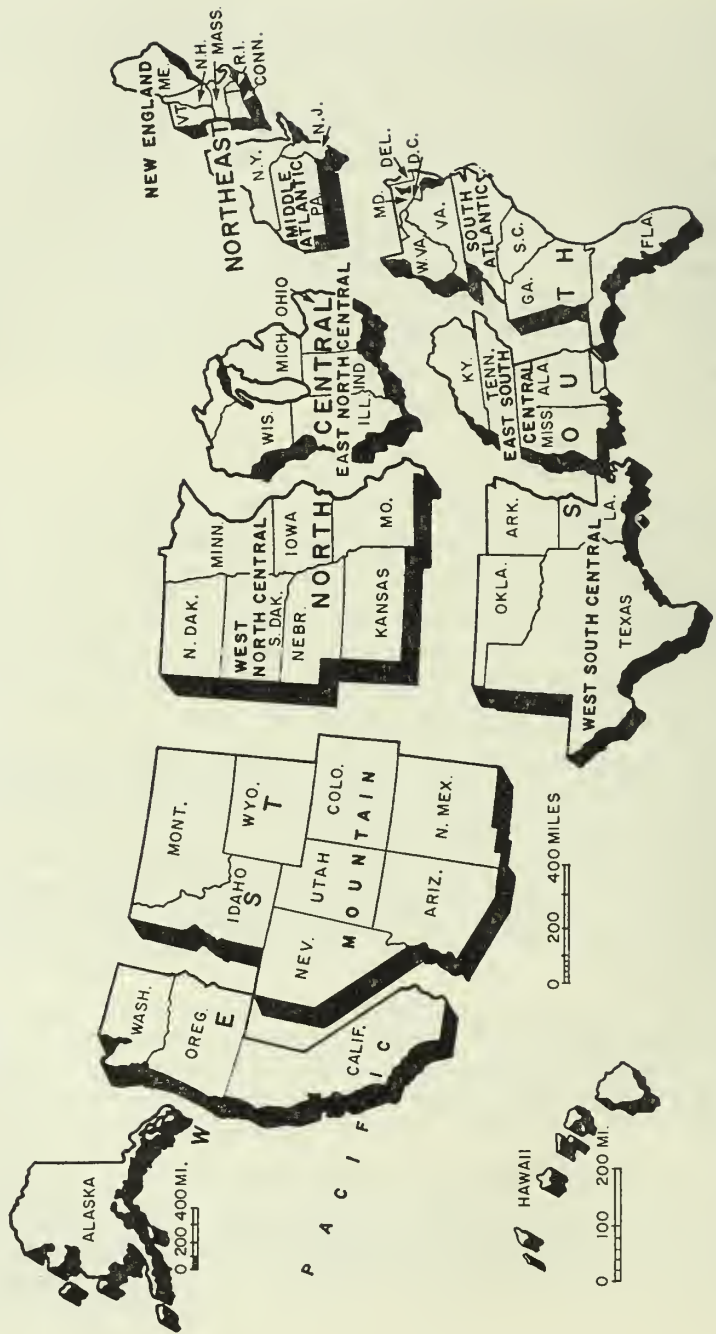 ALASKA
0 200 400 MI.
W
E
S
T
PACIFIC
WASH.
OREG.
CALIF.
HAWAII
0 100 200 MI.
MOUNTAIN
MONT.
IDAHO
WYO.
NEV.
UTAH
COLO.
ARIZ.
N. MEX.
0 200 400 MILES
NORTH CENTRAL
WEST
NORTH CENTRAL
N. DAK.
MINN.
S. DAK.
IOWA
NEBR.
KANSAS
MO.
EAST NORTH CENTRAL
WIS.
MICH.
OHIO
ILL.
IND.
NORTHEAST
NEW ENGLAND
ME.
VT.
N.H.
MASS.
R.I.
CONN.
MIDDLE
ATLANTIC
N.Y.
PA.
N.J.
SOUTH
WEST SOUTH CENTRAL
OKLA.
ARK.
TEXAS
LA.
EAST SOUTH
CENTRAL
KY.
TENN.
MISS.
ALA.
SOUTH
ATLANTIC
MD.
DEL.
D.C.
W.VA.
VA.
S.C.
GA.
FLA.